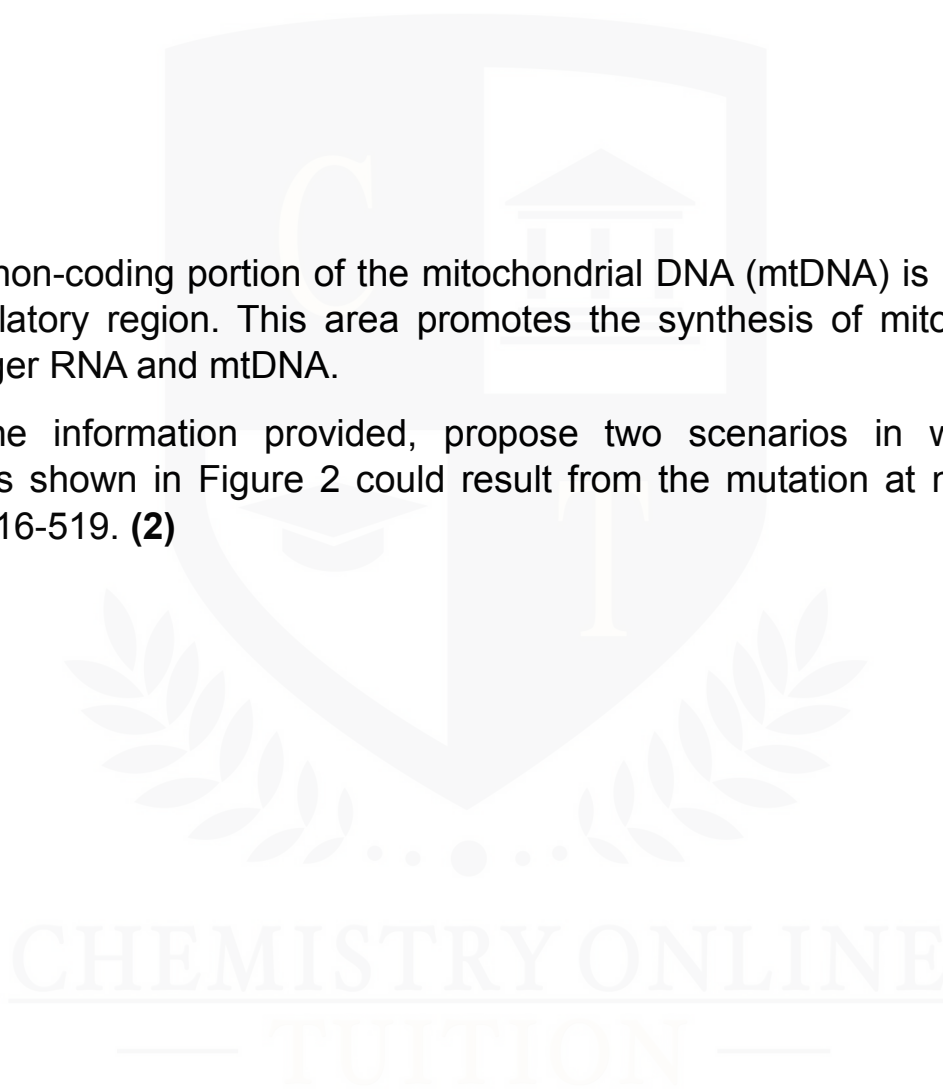 non-coding portion of the mitochondrial DNA (mtDNA) is
latory region. This area promotes the synthesis of mito
ger RNA and mtDNA.
he information provided, propose two scenarios in w
s shown in Figure 2 could result from the mutation at n
16-519. (2)
C
T
CHEMISTRY ONLINE
TUITION